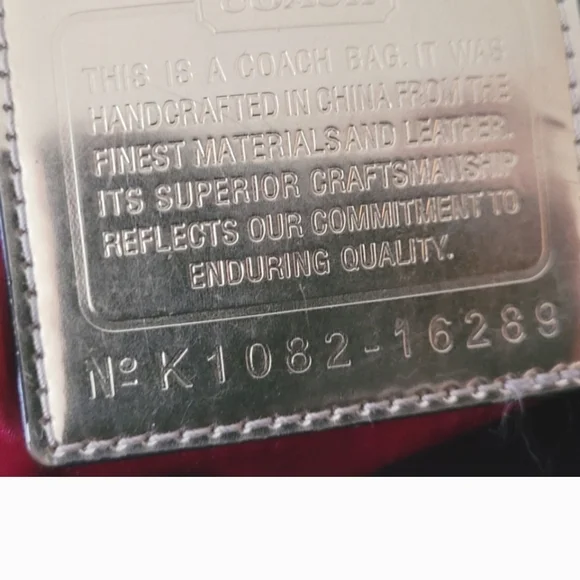 COACH
THIS IS A COACH BAG. IT WAS
HANDCRAFTED IN CHINA FROM THE
FINEST MATERIALS AND LEATHER.
ITS SUPERIOR CRAFTSMANSHIP
REFLECTS OUR COMMITMENT TO
ENDURING QUALITY.
Nº K1082-16289